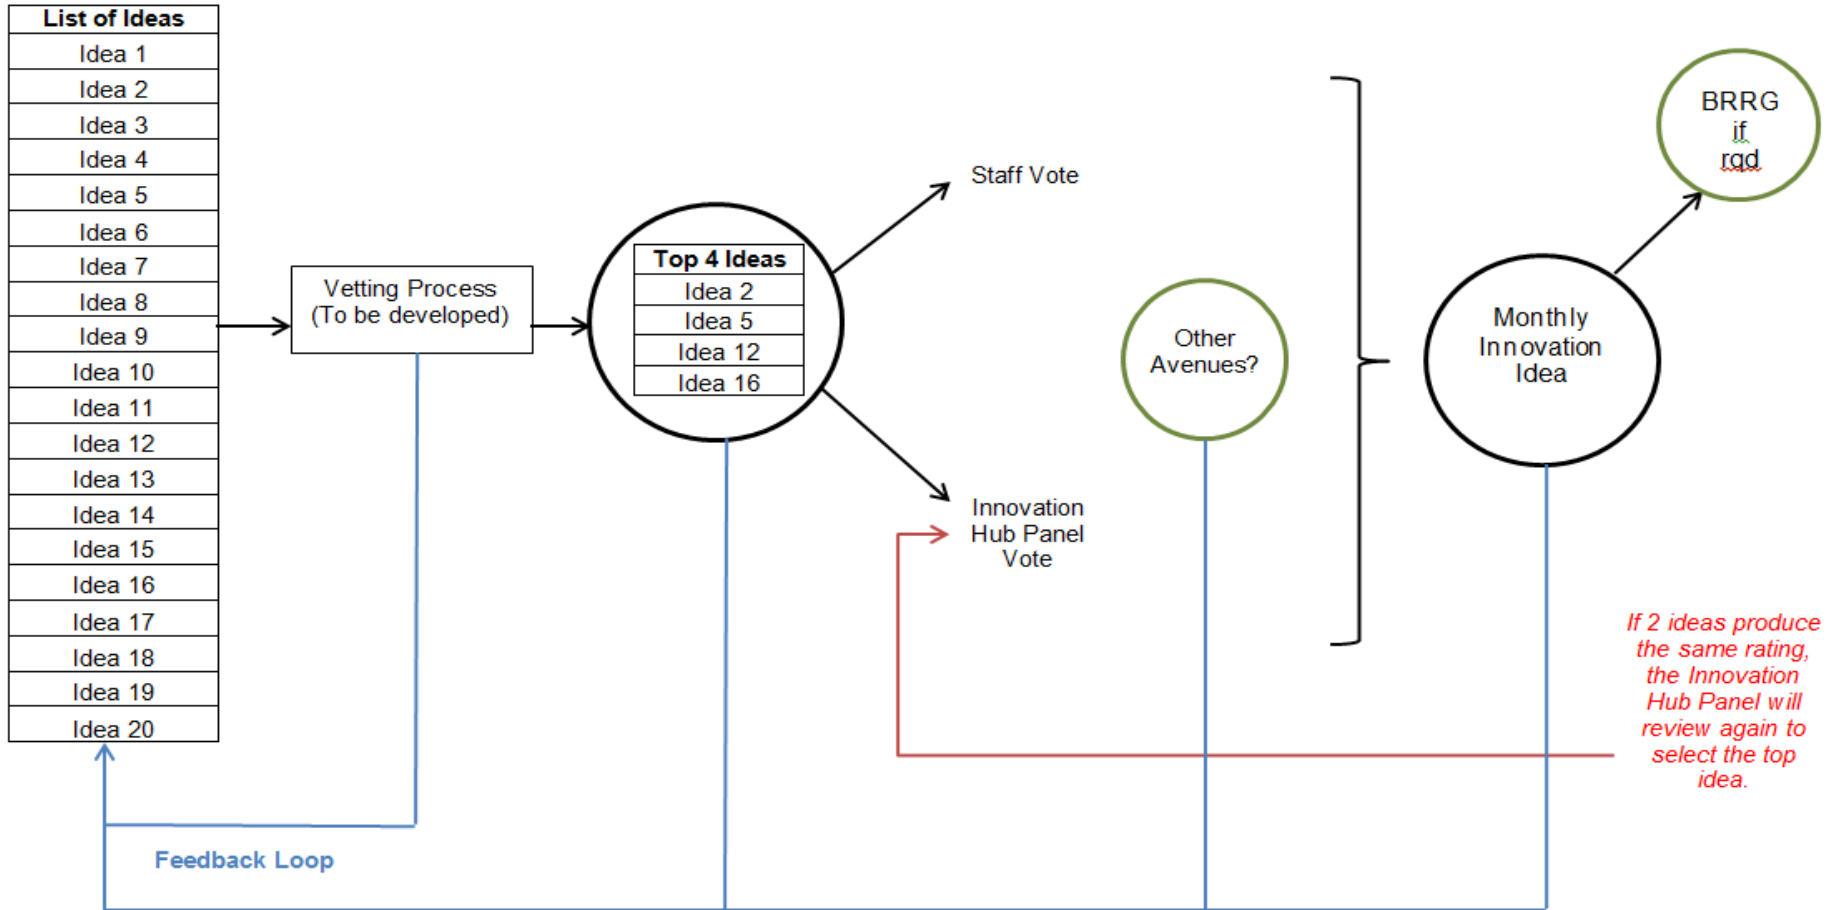 List of Ideas
Idea 1
Idea 2
Idea 3
Idea 4
Idea 5
Idea 6
Idea 7
Idea 8
Idea 9
Idea 10
Idea 11
Idea 12
Idea 13
Idea 14
Idea 15
Idea 16
Idea 17
Idea 18
Idea 19
Idea 20
Vetting Process
(To be developed)
Top 4 Ideas
Idea 2
Idea 5
Idea 12
Idea 16
Staff Vote
Innovation
Hub Panel
Vote
Other
Avenues?
Monthly
Innovation
Idea
BRRG
if
rqd
If 2 ideas produce
the same rating,
the Innovation
Hub Panel will
review again to
select the top
idea.
Feedback Loop